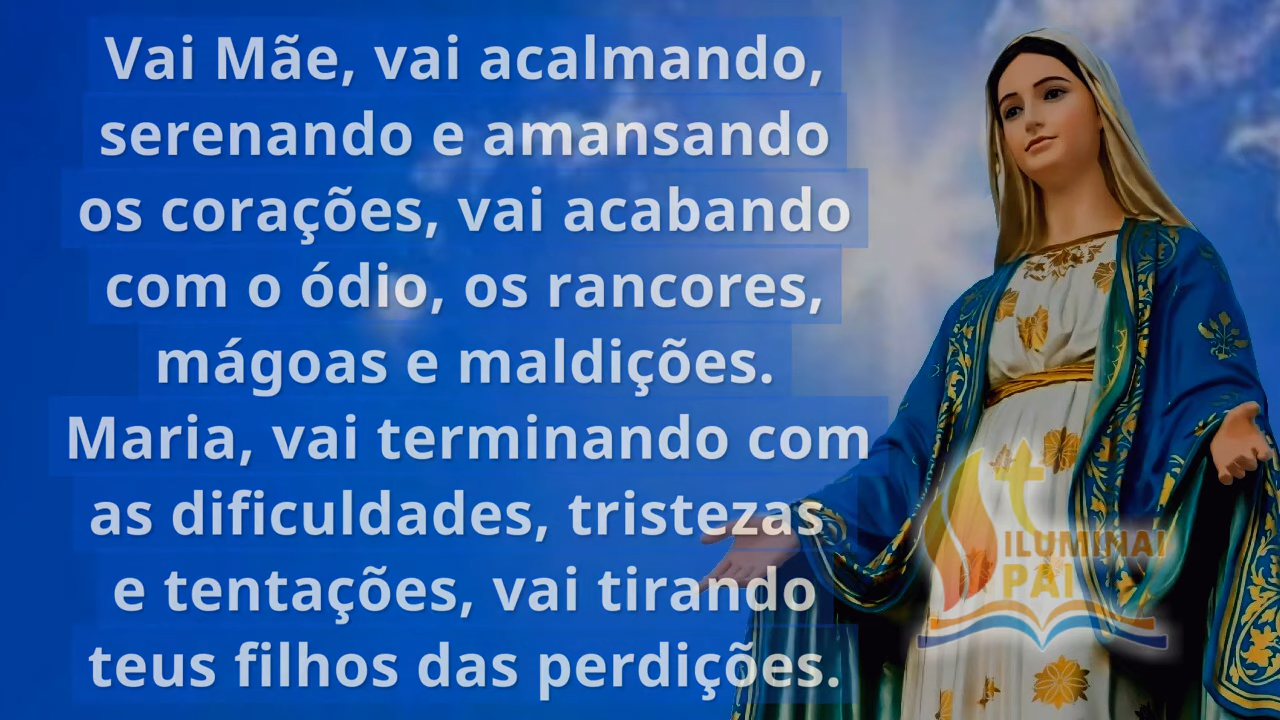 Vai Mãe, vai acalmando,
serenando e amansando
os corações, vai acabando
com o ódio, os rancores,
mágoas e maldições.
Maria, vai terminando com
as dificuldades, tristezas
e tentações, vai tirando
teus filhos das perdições.
ILUMINAI
PAI